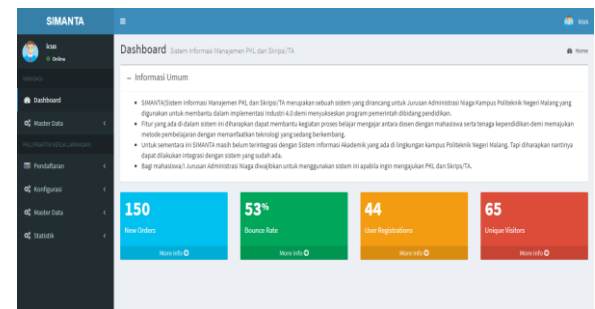 SIMANTA
icus
icus
Online
Dashboard Sistem Informasi Manajemen PKL dan Skripsi/TA
Home
NAVIGASI
Dashboard
Master Data
PKL/PRAKTIK KERJA LAPANGAN
Pendaftaran
Konfigurasi
Master Data
Statistik
Informasi Umum
SIMANTA(Sistem Informasi Manajemen PKL dan Skripsi/TA merupakan sebuah sistem yang dirancang untuk Jurusan Administrasi Niaga Kampus Politeknik Negeri Malang yang
digunakan untuk membantu dalam implementasi industri 4.0 demi menyukseskan program pemerintah dibidang pendidikan.
Fitur yang ada di dalam sistem ini diharapkan dapat membantu kegiatan proses belajar mengajar antara dosen dengan mahasiswa serta tenaga kependidikan demi memajukan
metode pembelajaran dengan memanfaatkan teknologi yang sedang berkembang.
Untuk sementara ini SIMANTA masih belum terintegrasi dengan Sistem informasi Akademik yang ada di lingkungan kampus Politeknik Negeri Malang. Tapi diharapkan nantinya
dapat dilakukan integrasi dengan sistem yang sudah ada.
Bagi mahasiswa/i Jurusan Administrasi Niaga diwajibkan untuk menggunakan sistem ini apabila ingin mengajukan PKL dan Skripsi/TA.
150
New Orders
More info
53%
Bounce Rate
More info
44
User Registrations
More info
65
Unique Visitors
More info